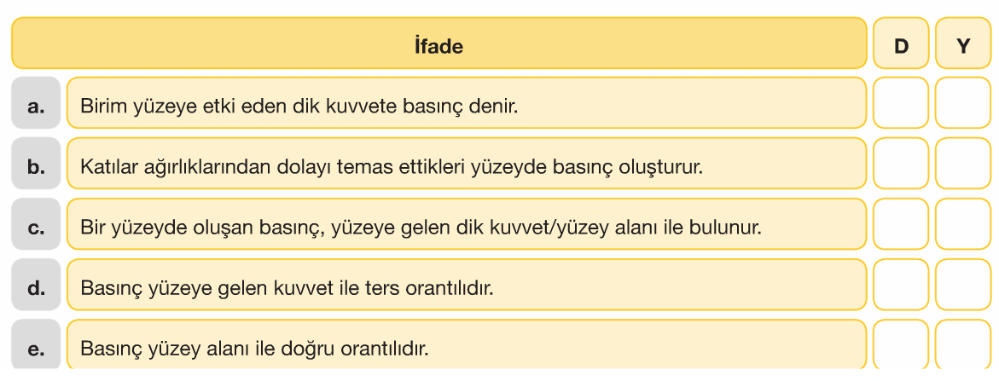 İfade D Y
a. Birim yüzeye etki eden dik kuvvete basınç denir.
b. Katılar ağırlıklarından dolayı temas ettikleri yüzeyde basınç oluşturur.
c. Bir yüzeyde oluşan basınç, yüzeye gelen dik kuvvet/yüzey alanı ile bulunur.
d. Basınç yüzeye gelen kuvvet ile ters orantılıdır.
e. Basınç yüzey alanı ile doğru orantılıdır.